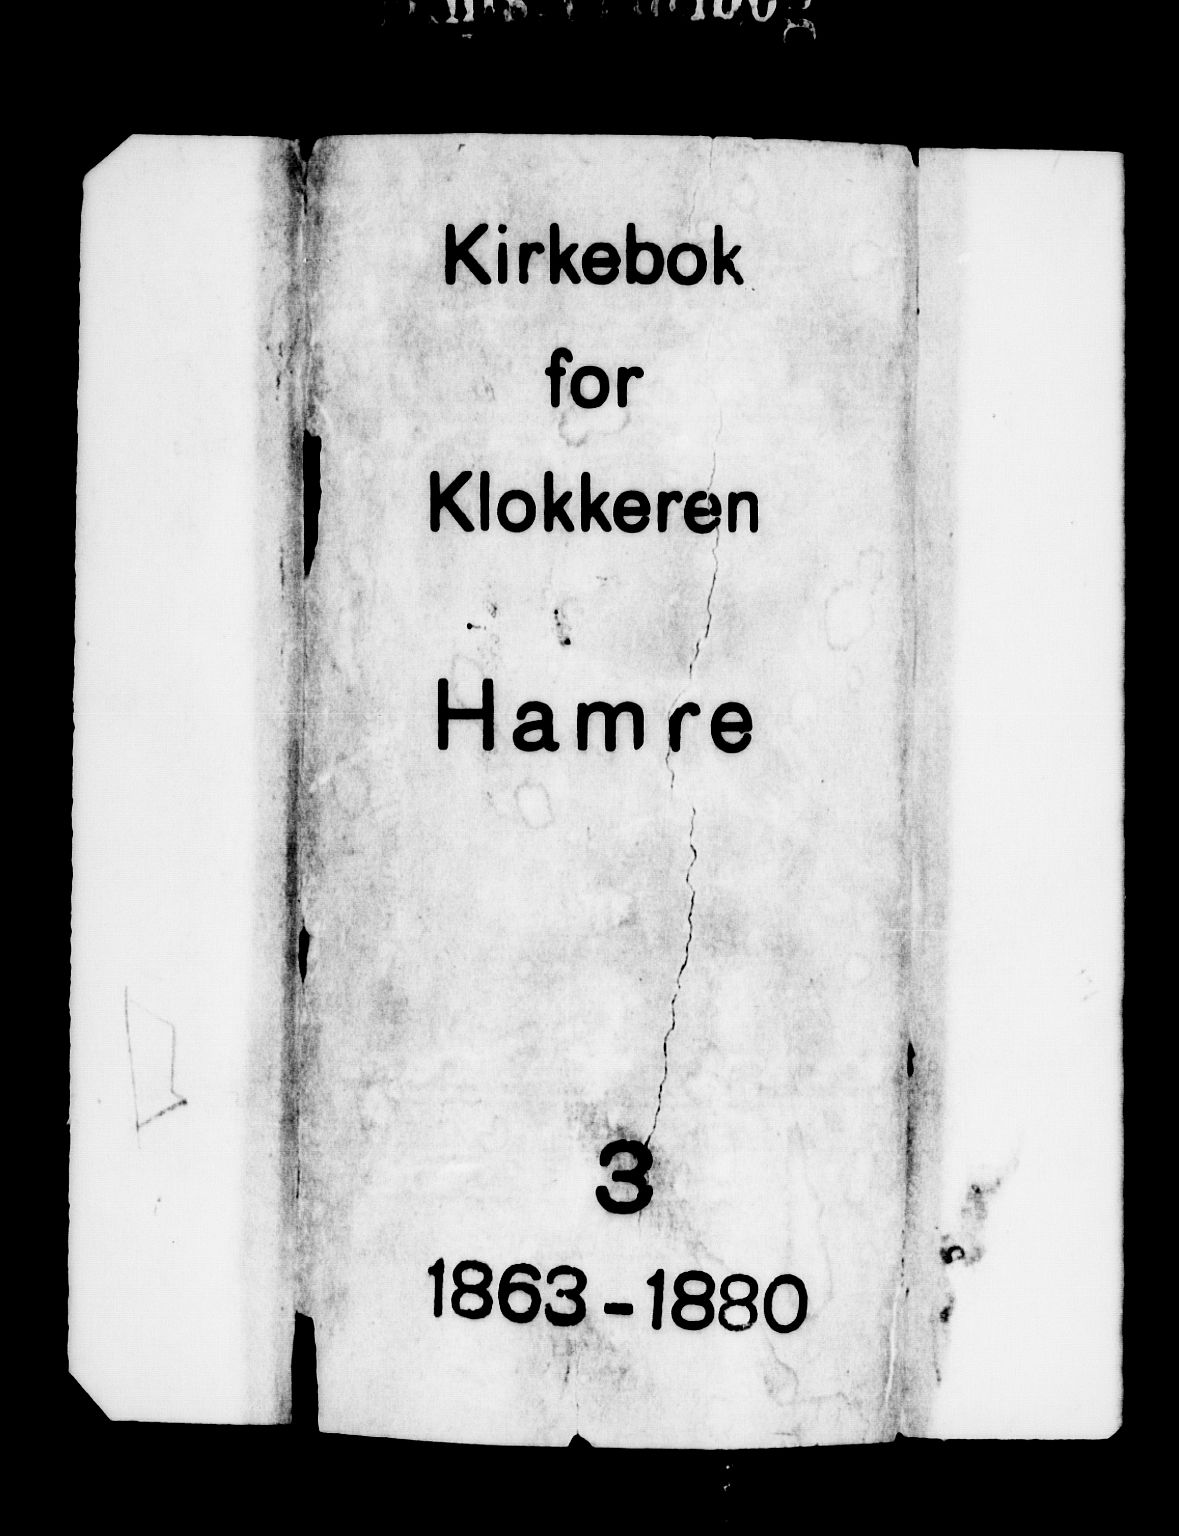 Kirkebok
for
Klokkeren
Hamre
3
1863-1880